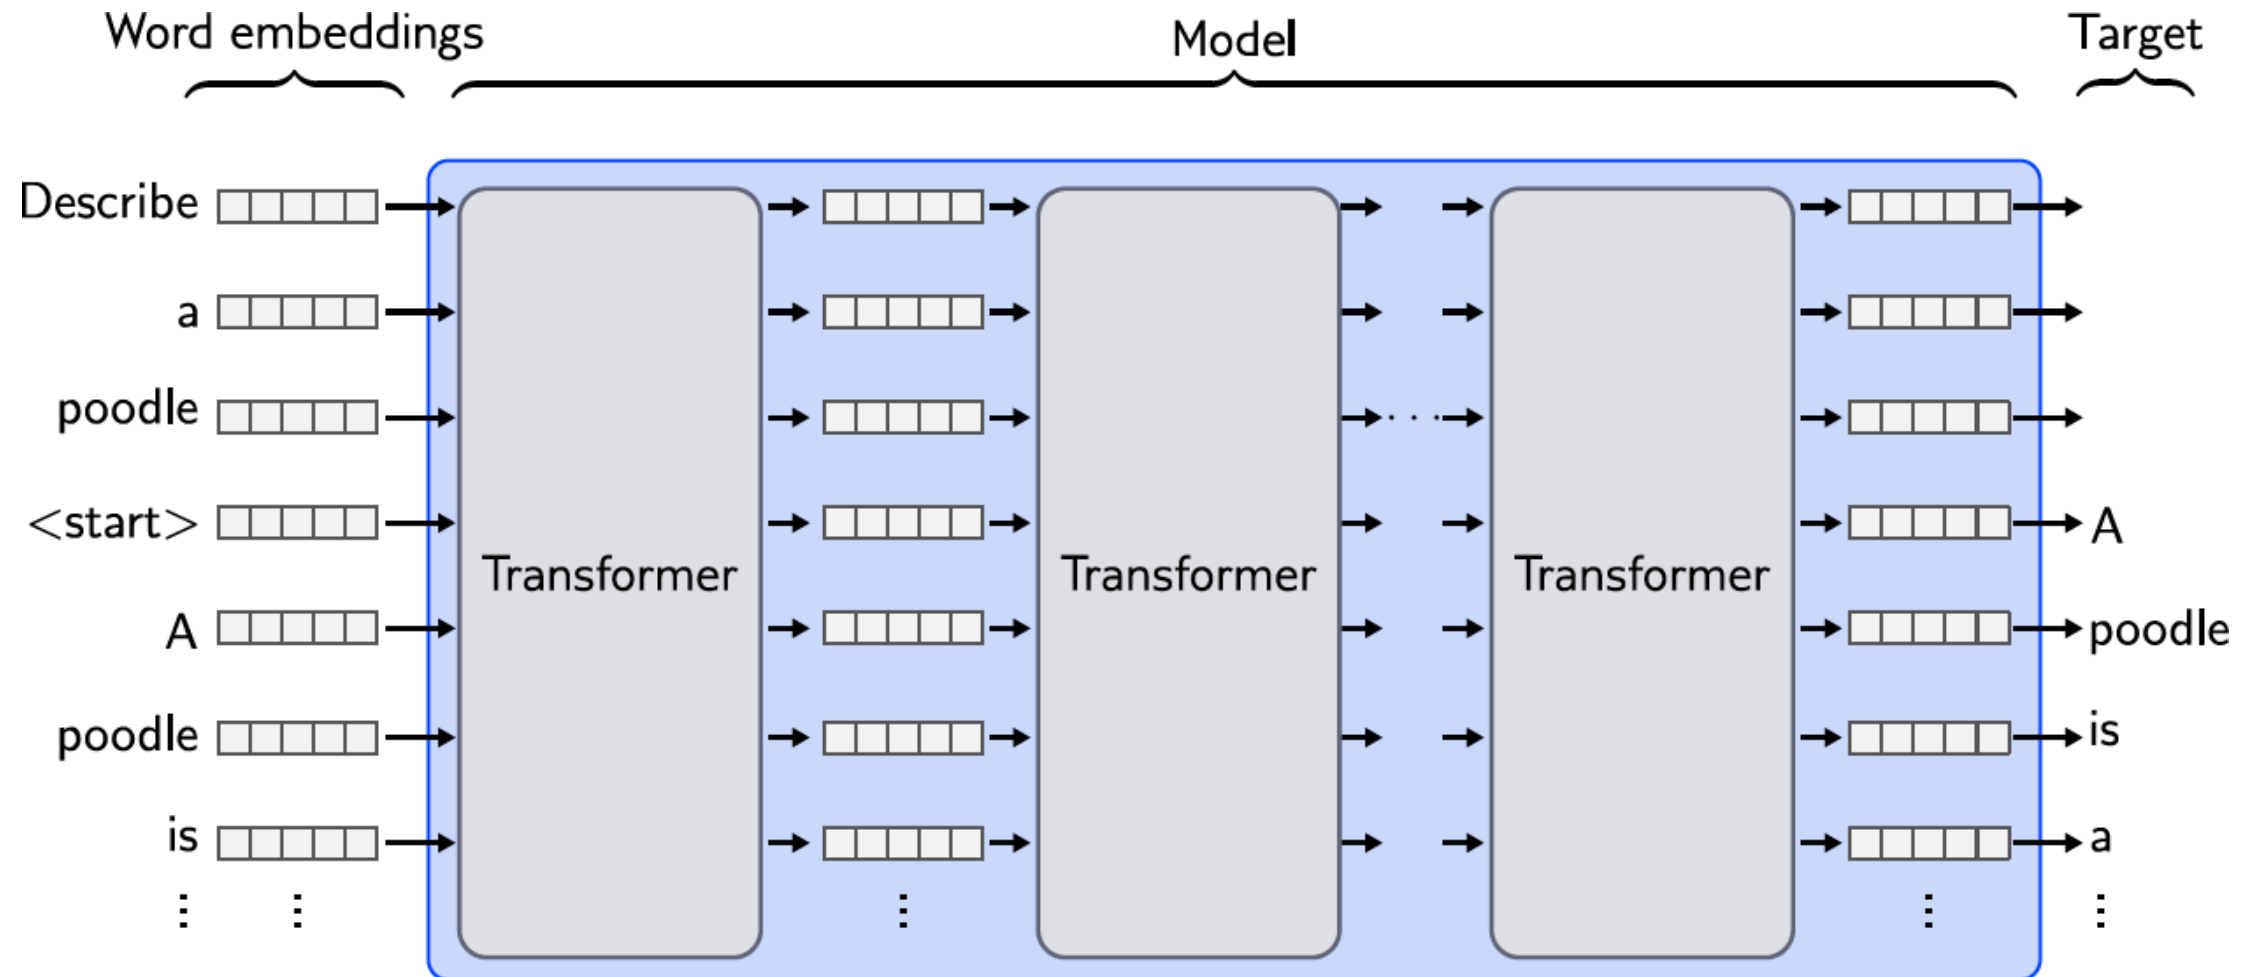 Word embeddings Model Target
Describe
a
poodle . . .
<start> A
Transformer Transformer Transformer
A poodle
poodle is
is a
⋮ ⋮ ⋮ ⋮ ⋮